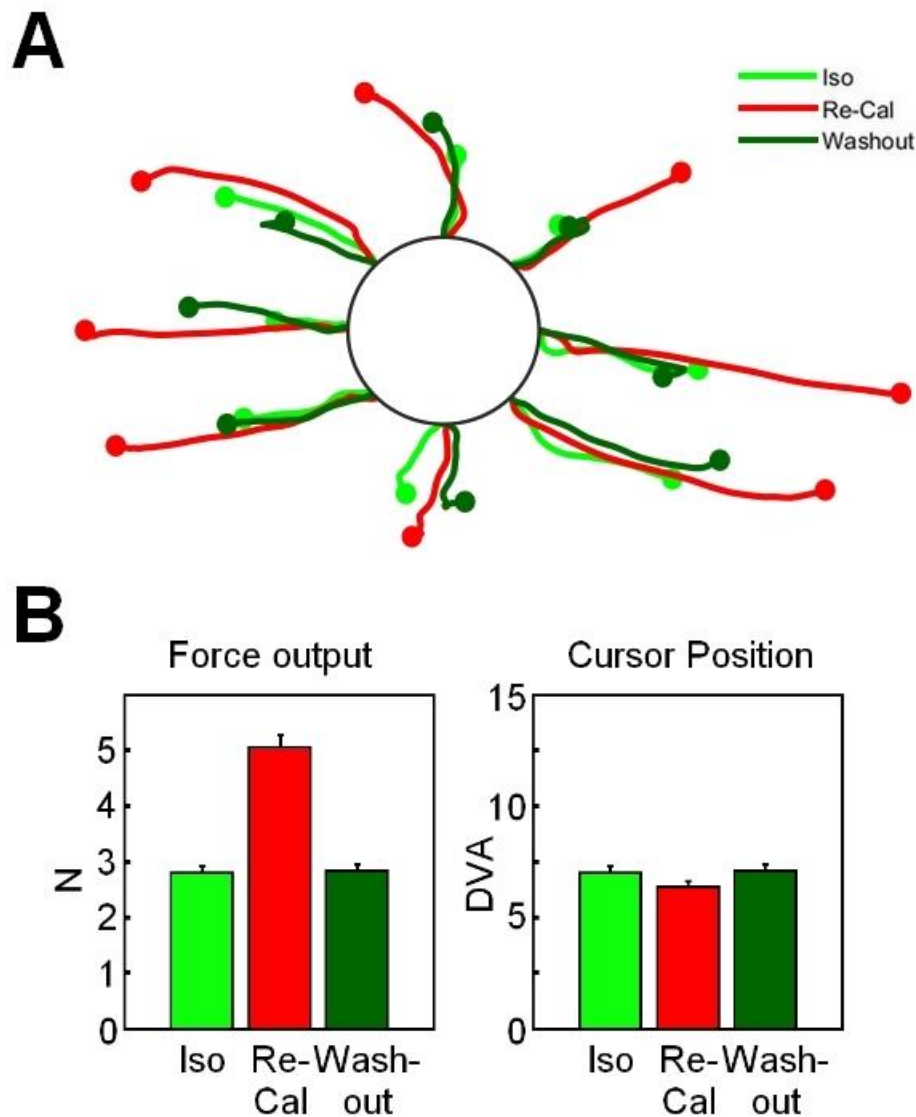 A
Iso
Re-Cal
Washout
B
Force output
N
5
4
3
2
1
0
Iso
Re-
Cal
Wash-
out
Cursor Position
DVA
15
10
5
0
Iso
Re-
Cal
Wash-
out